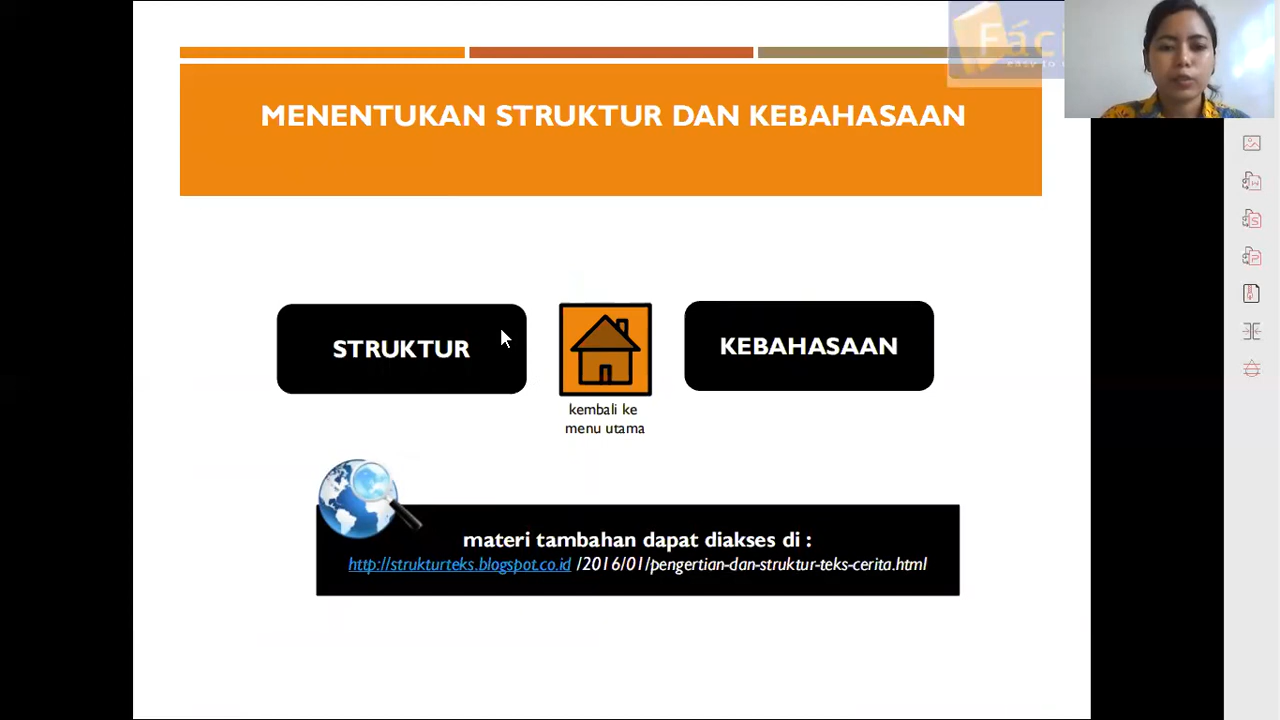 MENENTUKAN STRUKTUR DAN KEBAHASAAN
STRUKTUR
KEBAHASAAN
kembali ke
menu utama
materi tambahan dapat diakses di :
http://strukturteks.blogspot.co.id /2016/01/pengertian-dan-struktur-teks-cerita.html